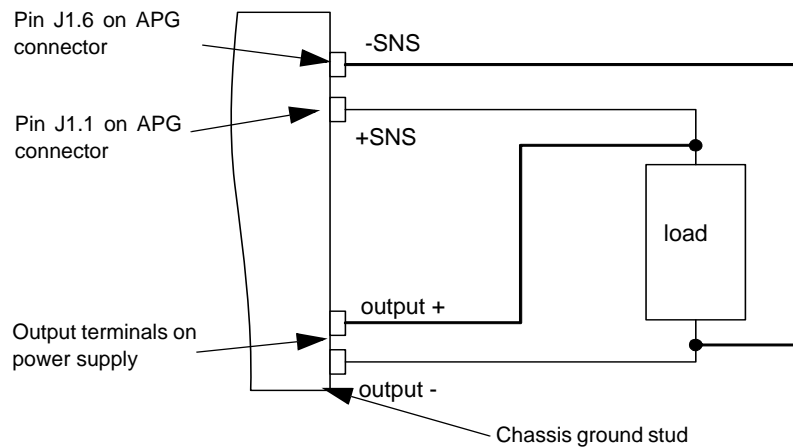 Pin J1.6 on APG
connector
-SNS
Pin J1.1 on APG
connector
+SNS
load
output +
Output terminals on
power supply
output -
Chassis ground stud